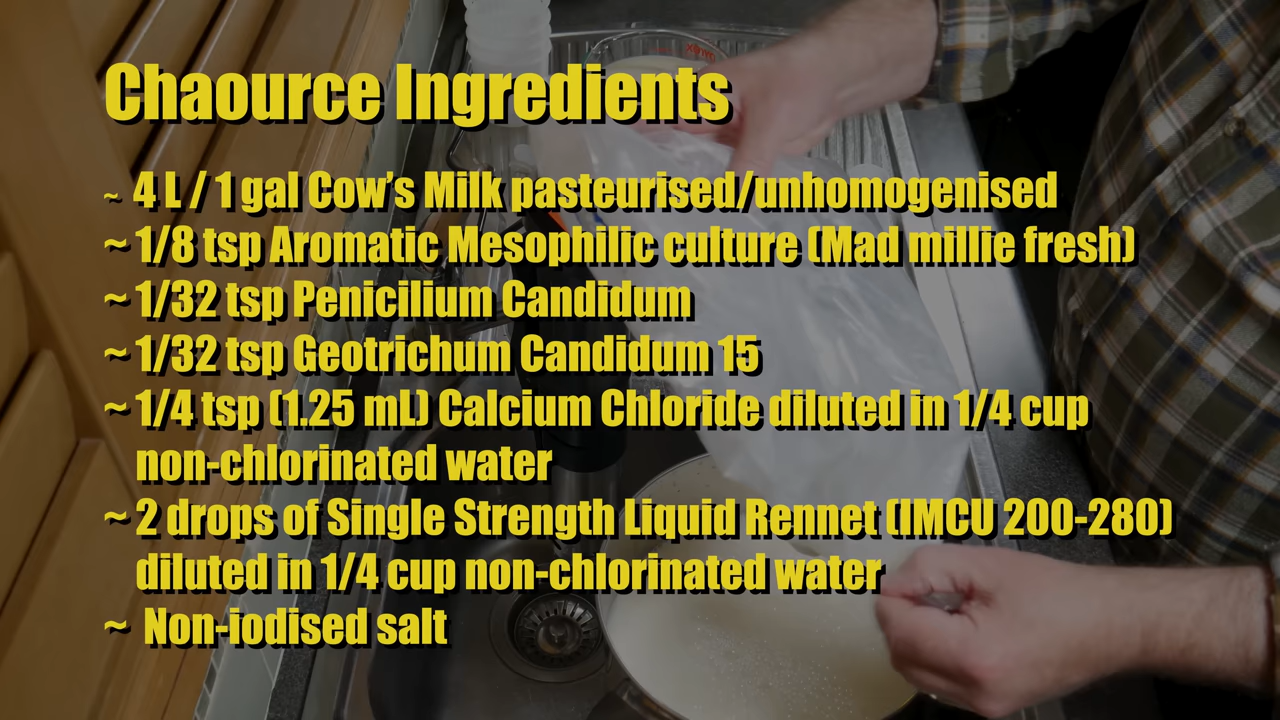 Chaource Ingredients
~ 4 L / 1 gal Cow's Milk pasteurised/unhomogenised
~ 1/8 tsp Aromatic Mesophilic culture (Mad millie fresh)
~ 1/32 tsp Penicilium Candidum
~ 1/32 tsp Geotrichum Candidum 15
~ 1/4 tsp (1.25 mL) Calcium Chloride diluted in 1/4 cup
non-chlorinated water
~ 2 drops of Single Strength Liquid Rennet (IMCU 200-280)
diluted in 1/4 cup non-chlorinated water
~ Non-iodised salt